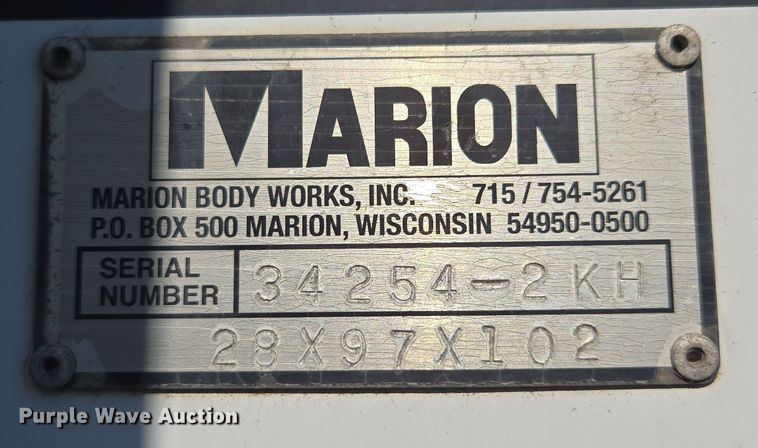 MARION
MARION BODY WORKS, INC. 715 / 754-5261
P.O. BOX 500 MARION, WISCONSIN 54950-0500
SERIAL NUMBER 34254-2KH
28X97X102
Purple Wave Auction